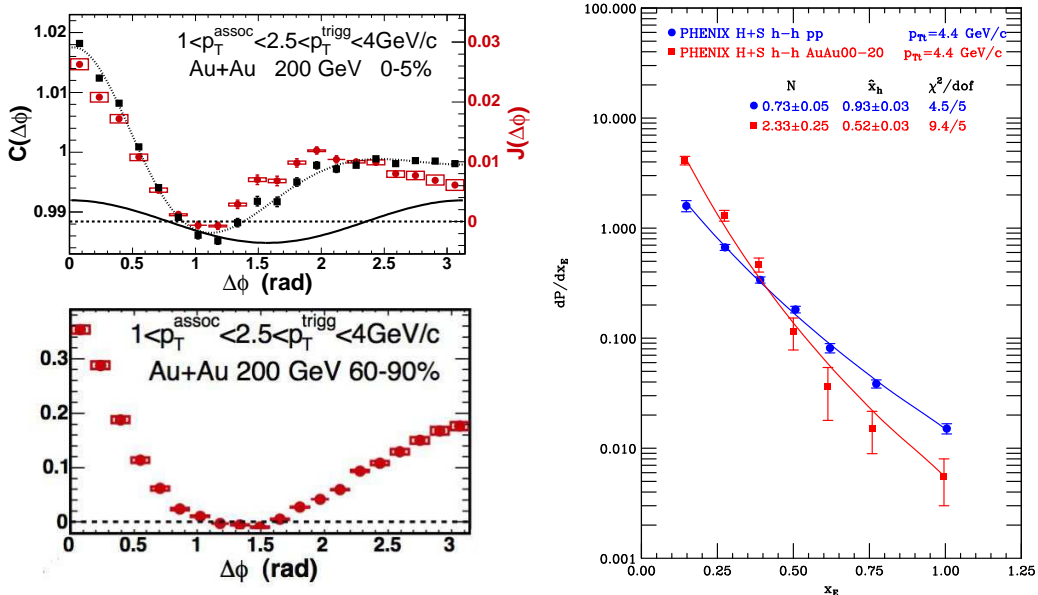 1<p_T^assoc<2.5<p_T^trigg<4GeV/c
Au+Au 200 GeV 0-5%
C(Δϕ)
1.02
1.01
1
0.99
J(Δϕ)
0.03
0.02
0.01
0
0 0.5 1 1.5 2 2.5 3
Δϕ (rad)
1<p_T^assoc<2.5<p_T^trigg<4GeV/c
Au+Au 200 GeV 60-90%
0.3
0.2
0.1
0
0 0.5 1 1.5 2 2.5 3
Δϕ (rad)
PHENIX H+S h-h pp p_Tt=4.4 GeV/c
PHENIX H+S h-h AuAu00-20 p_Tt=4.4 GeV/c
N x̂_h χ²/dof
0.73±0.05 0.93±0.03 4.5/5
2.33±0.25 0.52±0.03 9.4/5
dP/dx_E
100.000
10.000
1.000
0.100
0.010
0.001
0.00 0.25 0.50 0.75 1.00 1.25
x_E